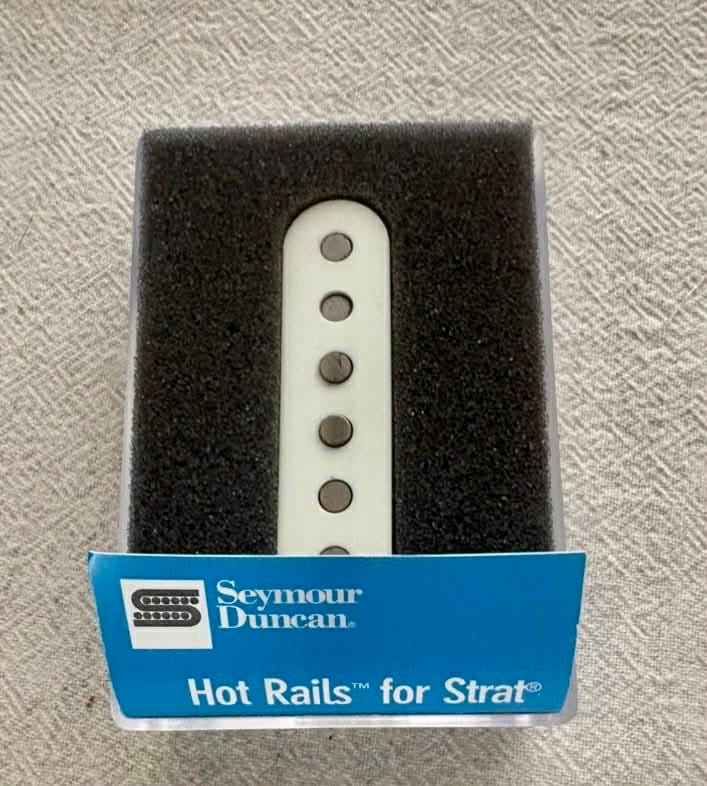 Seymour
Duncan®
Hot Rails™ for Strat®